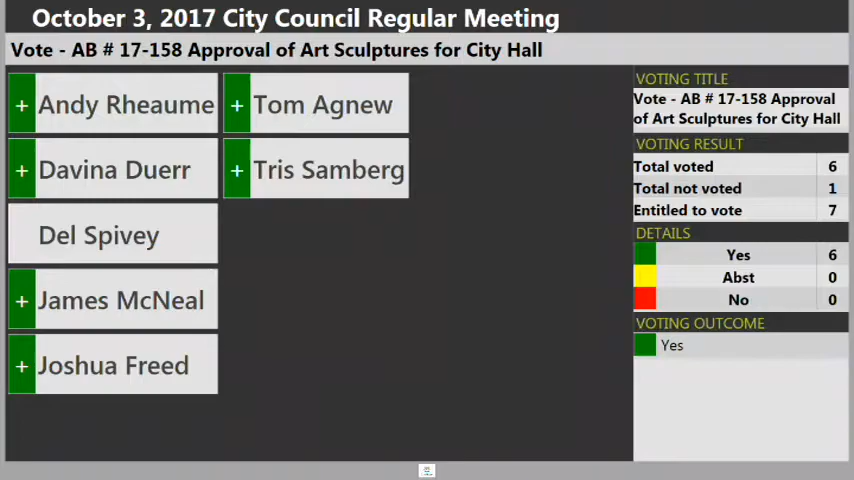 October 3, 2017 City Council Regular Meeting
Vote - AB # 17-158 Approval of Art Sculptures for City Hall
+ Andy Rheaume
+ Tom Agnew
+ Davina Duerr
+ Tris Samberg
Del Spivey
+ James McNeal
+ Joshua Freed
VOTING TITLE
Vote - AB # 17-158 Approval
of Art Sculptures for City Hall
VOTING RESULT
Total voted 6
Total not voted 1
Entitled to vote 7
DETAILS
Yes 6
Abst 0
No 0
VOTING OUTCOME
Yes